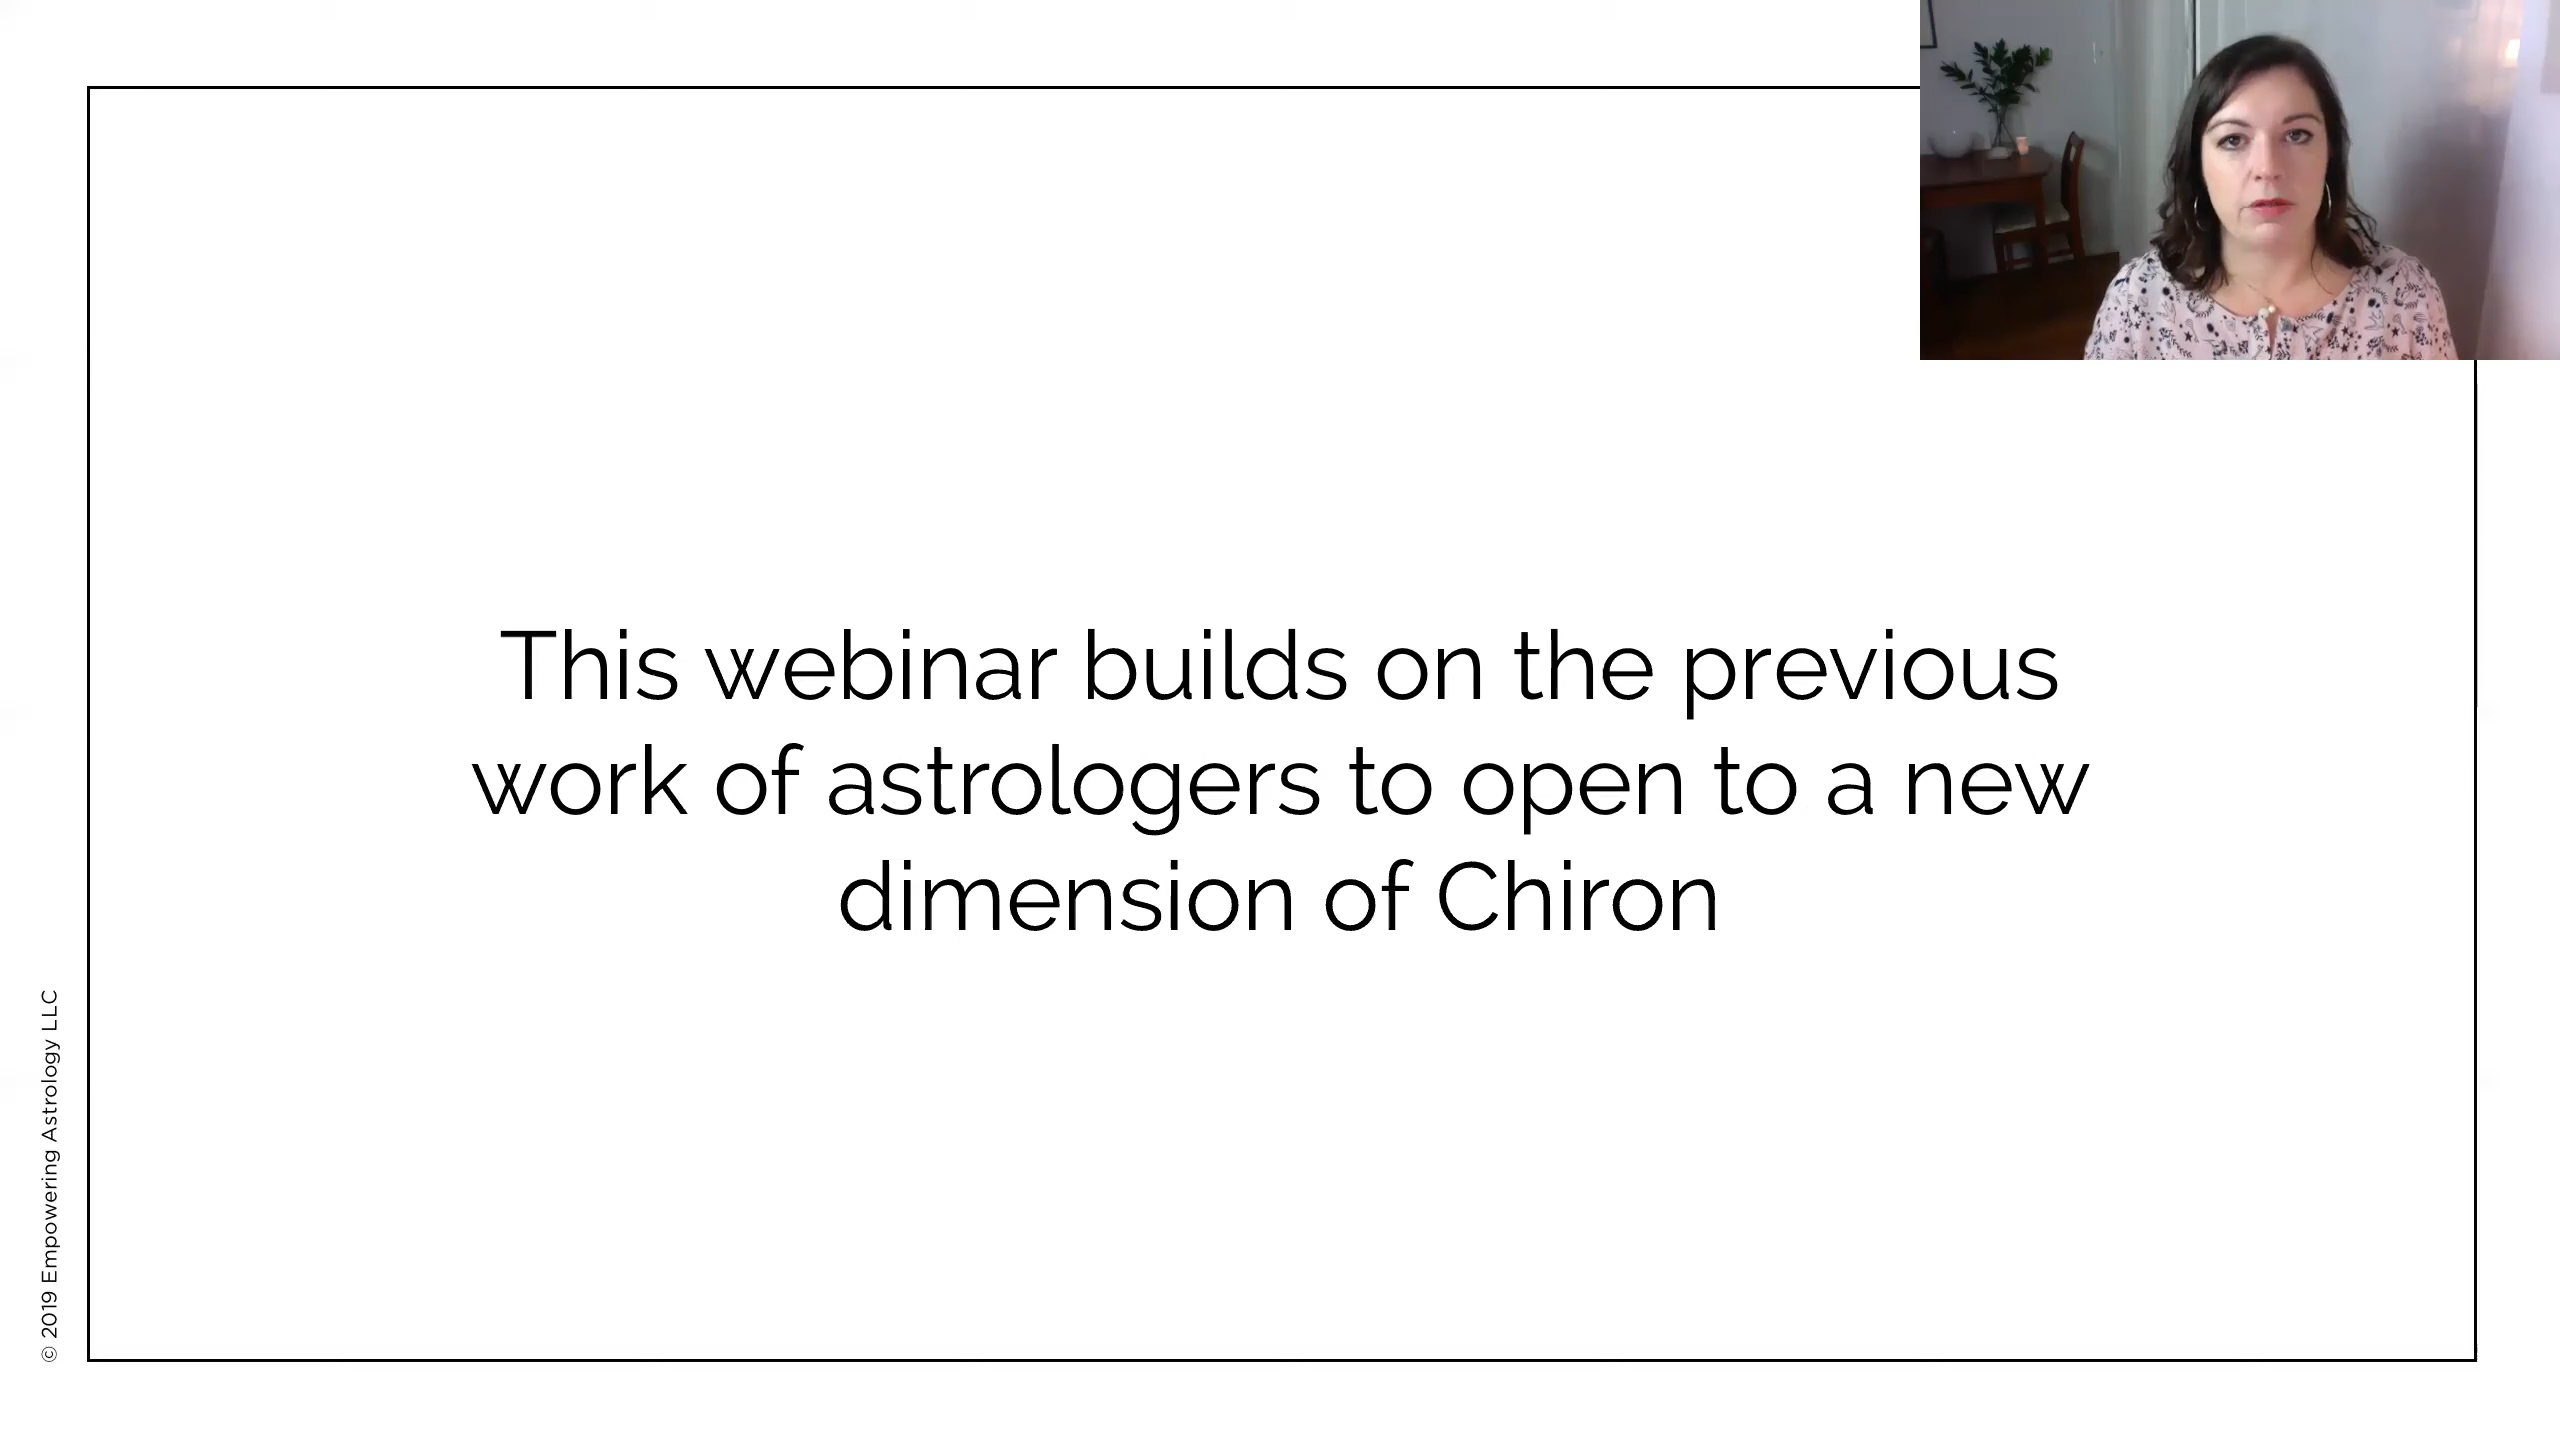 This webinar builds on the previous
work of astrologers to open to a new
dimension of Chiron
© 2019 Empowering Astrology LLC